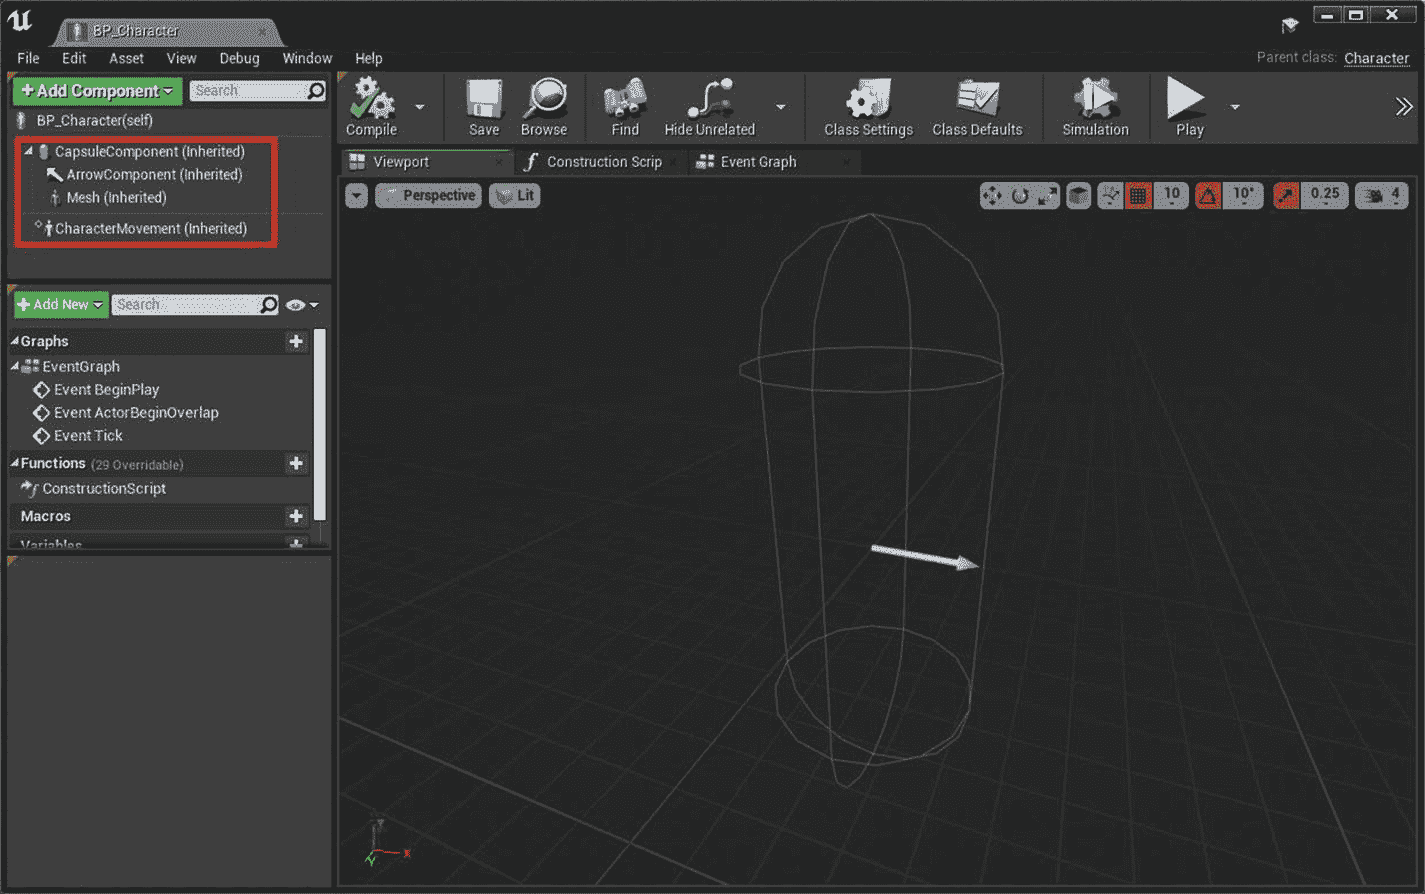 BP_Character
File Edit Asset View Debug Window Help
Parent class: Character
+ Add Component
Search
BP_Character(self)
CapsuleComponent (Inherited)
ArrowComponent (Inherited)
Mesh (Inherited)
CharacterMovement (Inherited)
+ Add New
Search
Graphs
EventGraph
Event BeginPlay
Event ActorBeginOverlap
Event Tick
Functions (29 Overridable)
ConstructionScript
Macros
Variables
Compile
Save
Browse
Find
Hide Unrelated
Class Settings
Class Defaults
Simulation
Play
Viewport
Construction Scrip
Event Graph
Perspective
Lit
10
10°
0.25
4
X
Y